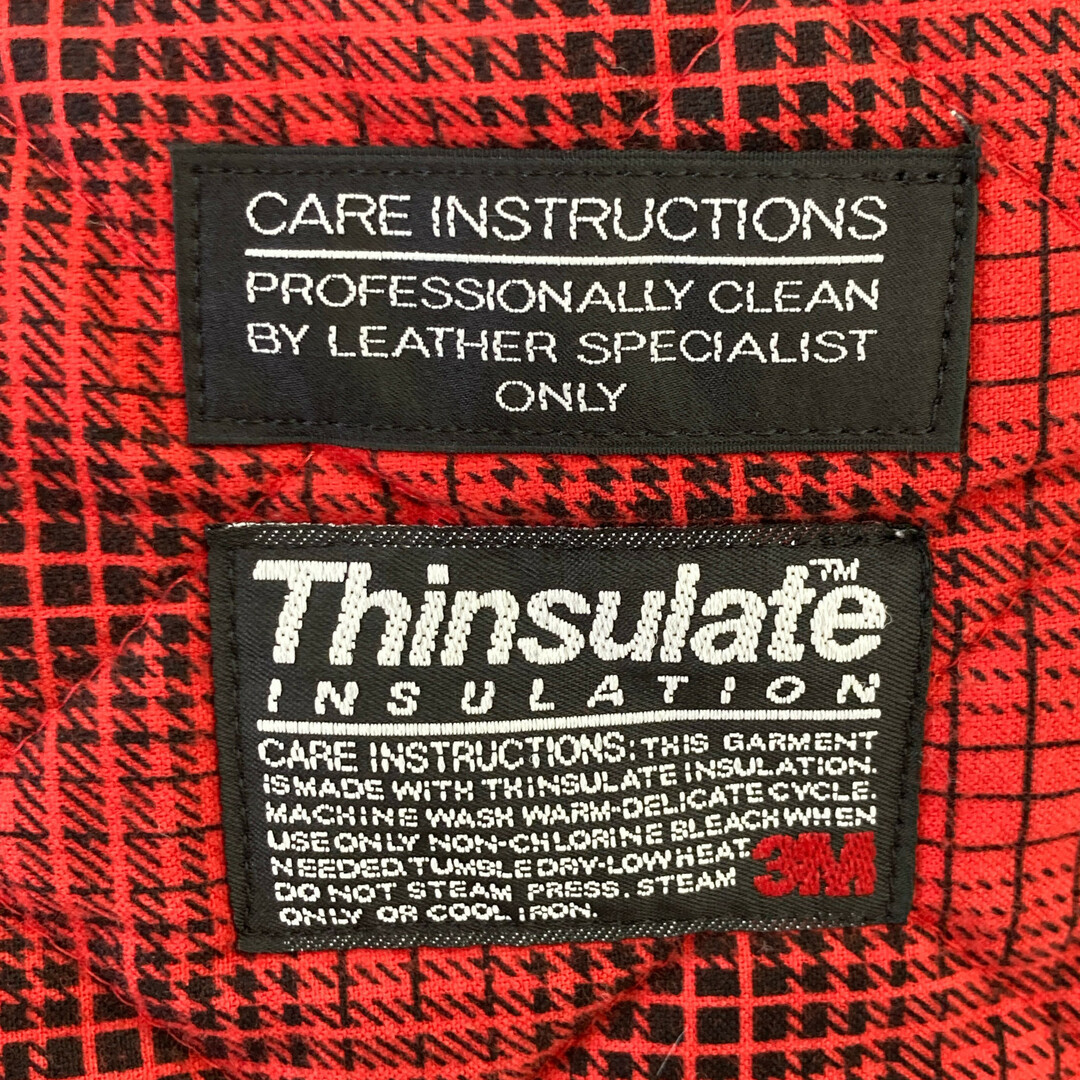 CARE INSTRUCTIONS
PROFESSIONALLY CLEAN
BY LEATHER SPECIALIST
ONLY
Thinsulate™
INSULATION
CARE INSTRUCTIONS: THIS GARMENT
IS MADE WITH THINSULATE INSULATION.
MACHINE WASH WARM-DELICATE CYCLE.
USE ONLY NON-CHLORINE BLEACH WHEN
NEEDED. TUMBLE DRY-LOW HEAT.
DO NOT STEAM PRESS. STEAM
ONLY OR COOL IRON.
3M